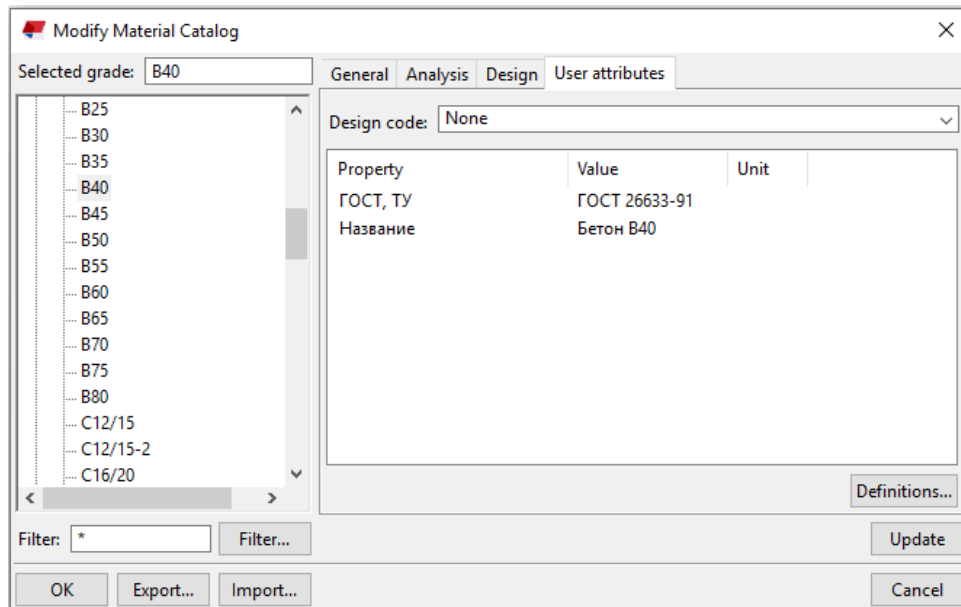 Modify Material Catalog
Selected grade: B40
General Analysis Design User attributes
Design code: None
Property Value Unit
ГОСТ, ТУ ГОСТ 26633-91
Название Бетон B40
B25
B30
B35
B40
B45
B50
B55
B60
B65
B70
B75
B80
C12/15
C12/15-2
C16/20
Definitions...
Filter: * Filter...
Update
OK Export... Import... Cancel